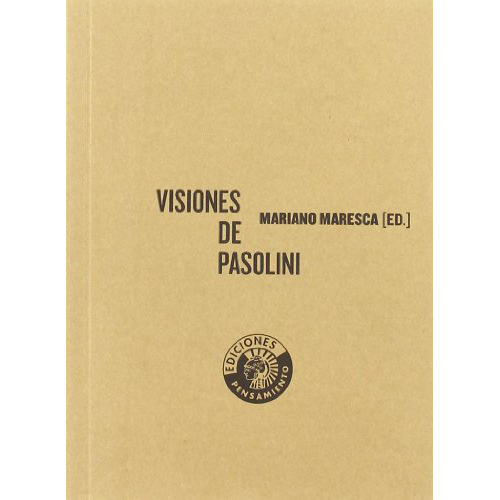 VISIONES
DE
PASOLINI
MARIANO MARESCA [ED.]
EDICIONES
PENSAMIENTO